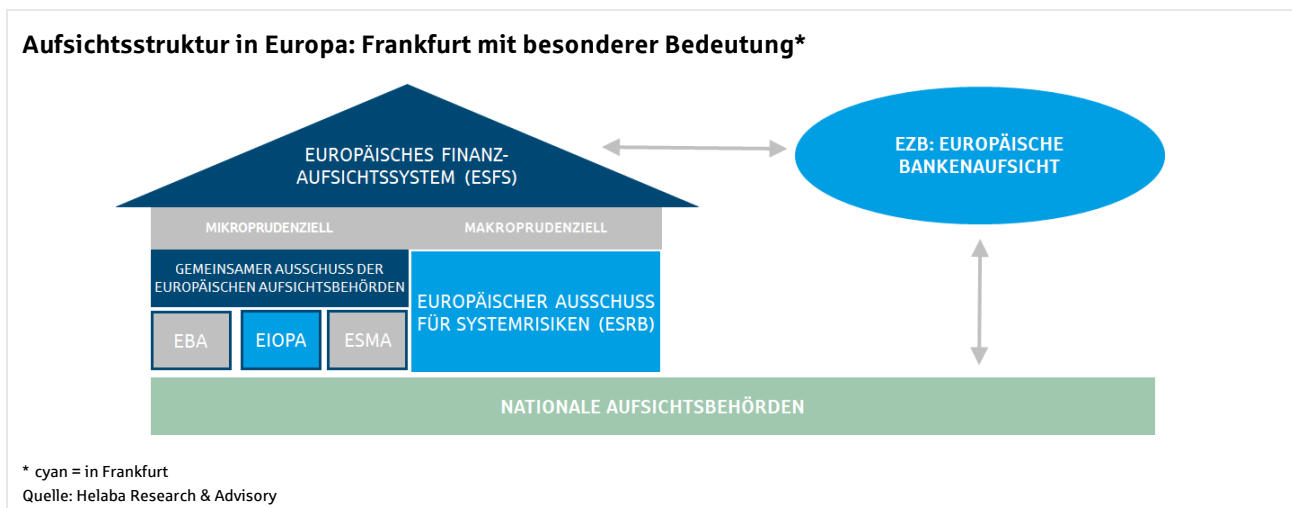 Aufsichtsstruktur in Europa: Frankfurt mit besonderer Bedeutung*
EUROPÄISCHES FINANZ-
AUFSICHTSSYSTEM (ESFS)
EZB: EUROPÄISCHE
BANKENAUFSICHT
MIKROPRUDENZIELL
MAKROPRUDENZIELL
GEMEINSAMER AUSSCHUSS DER
EUROPÄISCHEN AUFSICHTSBEHÖRDEN
EBA
EIOPA
ESMA
EUROPÄISCHER AUSSCHUSS
FÜR SYSTEMRISIKEN (ESRB)
NATIONALE AUFSICHTSBEHÖRDEN
* cyan = in Frankfurt
Quelle: Helaba Research & Advisory